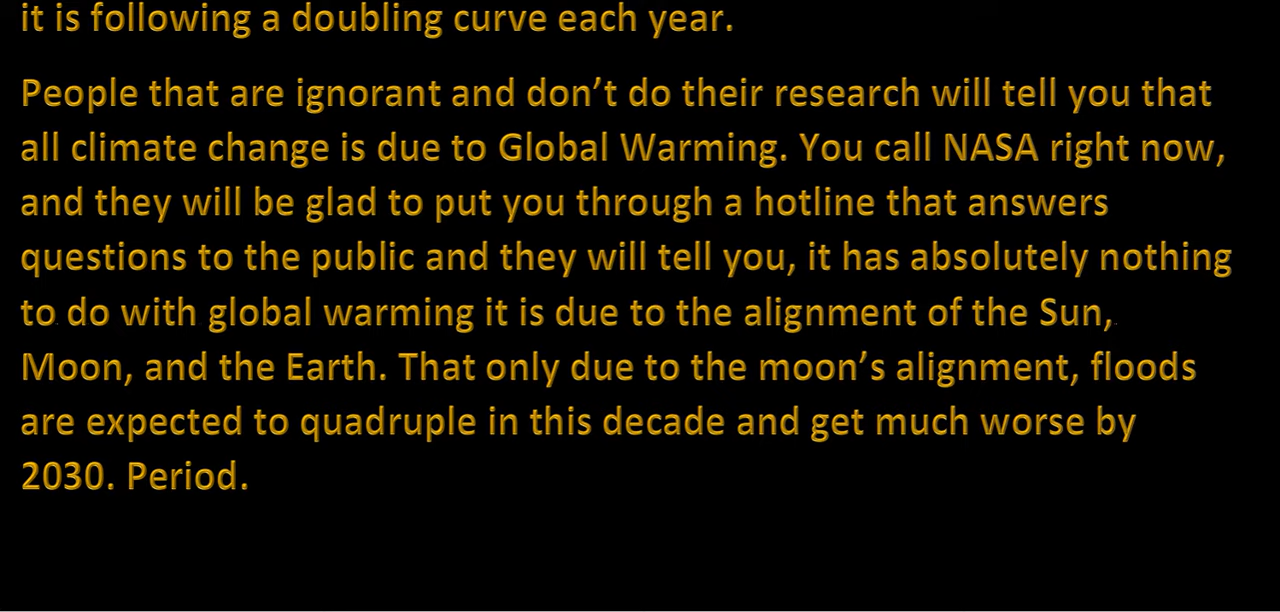 it is following a doubling curve each year.
People that are ignorant and don’t do their research will tell you that
all climate change is due to Global Warming. You call NASA right now,
and they will be glad to put you through a hotline that answers
questions to the public and they will tell you, it has absolutely nothing
to do with global warming it is due to the alignment of the Sun,
Moon, and the Earth. That only due to the moon’s alignment, floods
are expected to quadruple in this decade and get much worse by
2030. Period.